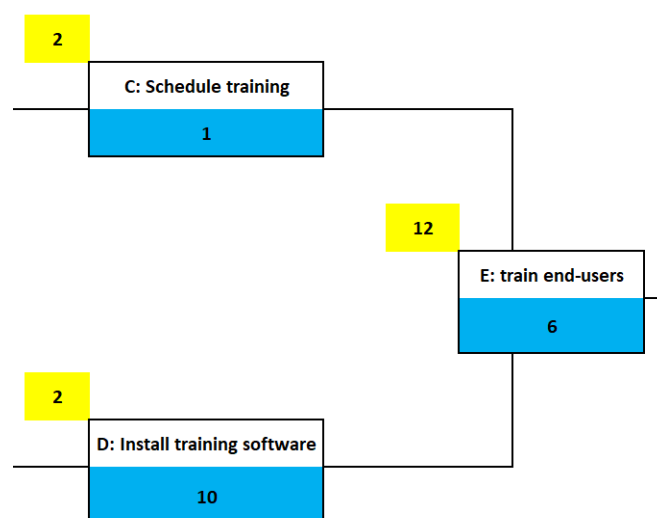 2
C: Schedule training
1
12
E: train end-users
6
2
D: Install training software
10